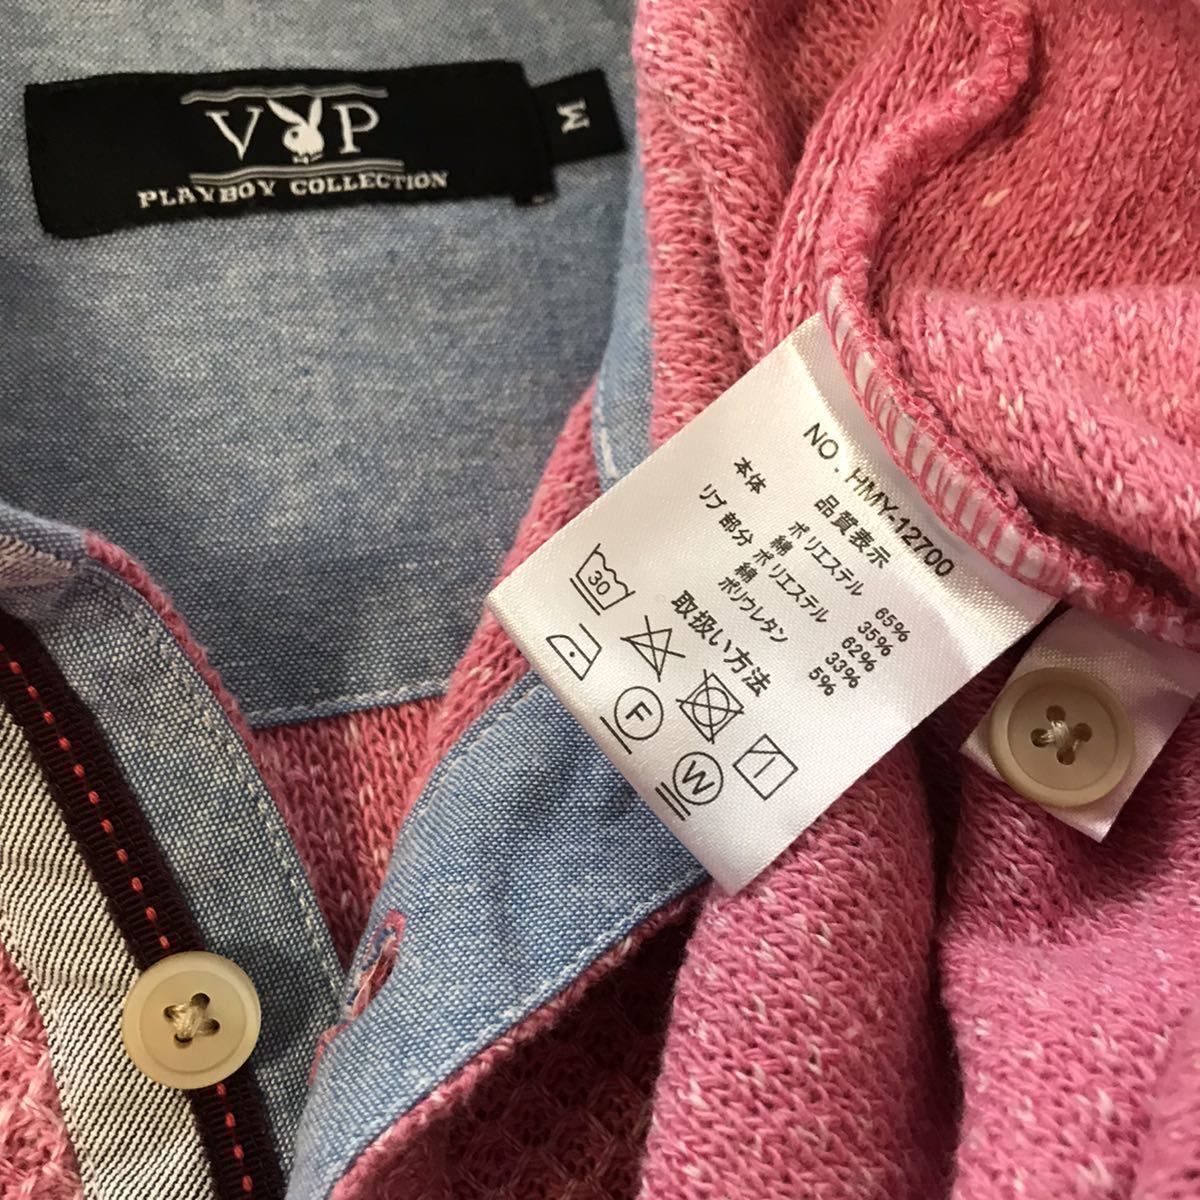 V P
PLAYBOY COLLECTION
M
NO. HMY-12700
品質表示
本体 ポリエステル 65%
綿 35%
リブ部分 ポリエステル 62%
綿 33%
ポリウレタン 5%
取扱い方法
30
F
W